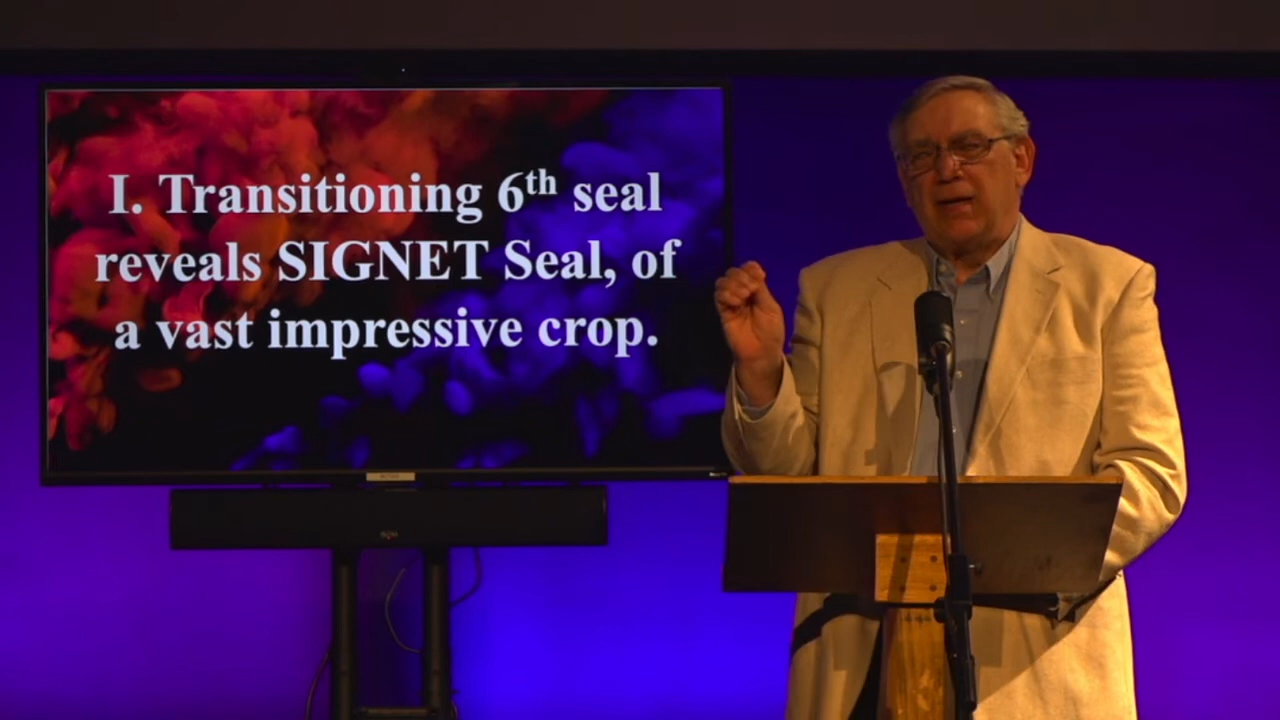 I. Transitioning 6th seal
reveals SIGNET Seal, of
a vast impressive crop.